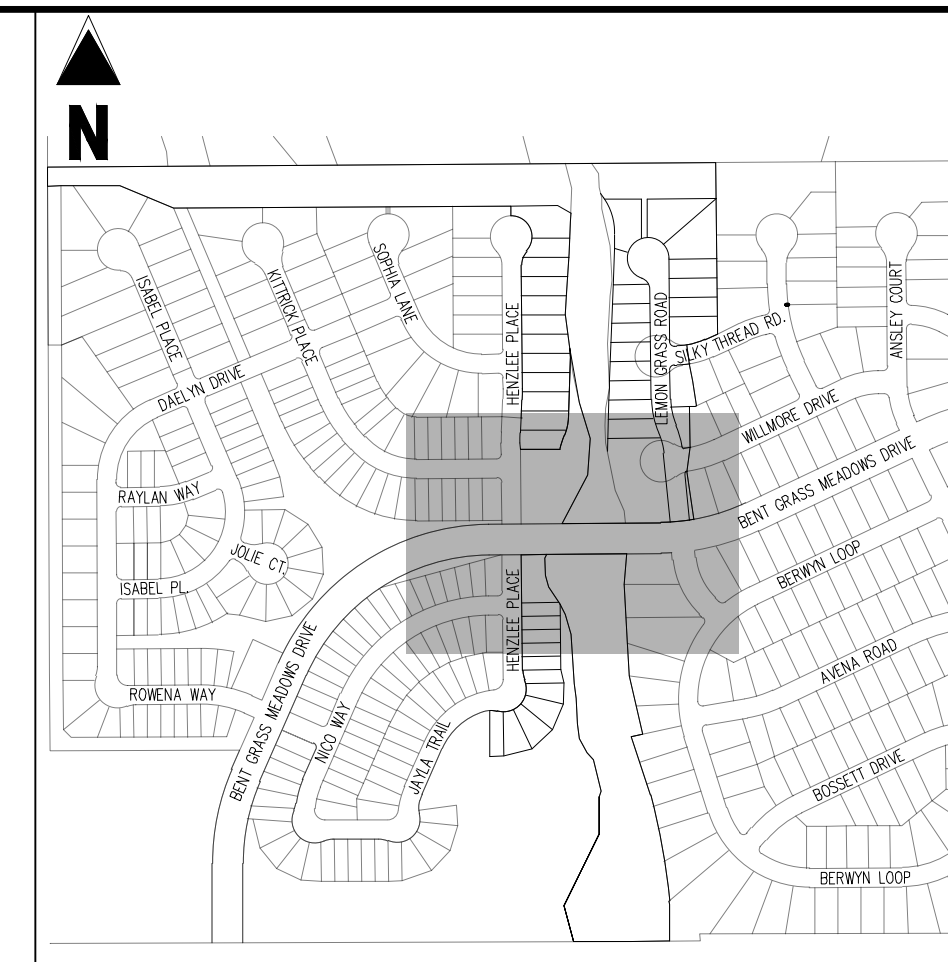 N
ISABEL PLACE
KITTRICK PLACE
SOPHIA LANE
HENZLEE PLACE
LEMON GRASS ROAD
SILKY THREAD RD.
ANSLEY COURT
DAELYN DRIVE
WILLMORE DRIVE
RAYLAN WAY
BENT GRASS MEADOWS DRIVE
JOLIE CT.
ISABEL PL.
BERWYN LOOP
HENZLEE PLACE
ROWENA WAY
BENT GRASS MEADOWS DRIVE
NICO WAY
JAYLA TRAIL
AVENA ROAD
BOSSETT DRIVE
BERWYN LOOP